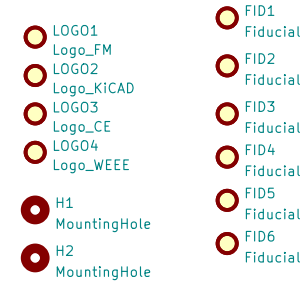 LOGO1
Logo_FM
LOGO2
Logo_KiCAD
LOGO3
Logo_CE
LOGO4
Logo_WEEE
H1
MountingHole
H2
MountingHole
FID1
Fiducial
FID2
Fiducial
FID3
Fiducial
FID4
Fiducial
FID5
Fiducial
FID6
Fiducial